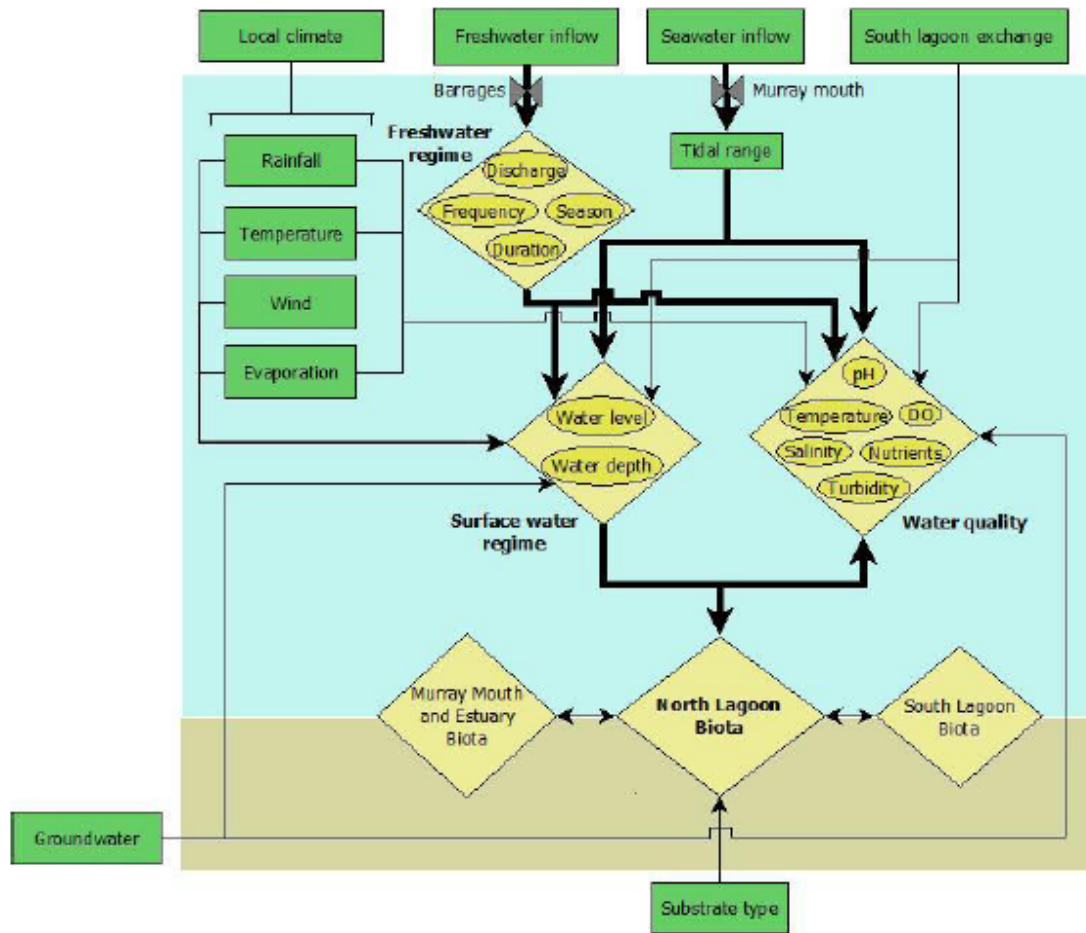 Local climate
Freshwater inflow
Seawater inflow
South lagoon exchange
Barrages
Murray mouth
Freshwater
regime
Rainfall
Tidal range
Discharge
Frequency
Season
Temperature
Duration
Wind
Evaporation
pH
Water level
Temperature
DO
Salinity
Nutrients
Water depth
Turbidity
Surface water
regime
Water quality
Murray Mouth
and Estuary
Biota
North Lagoon
Biota
South Lagoon
Biota
Groundwater
Substrate type